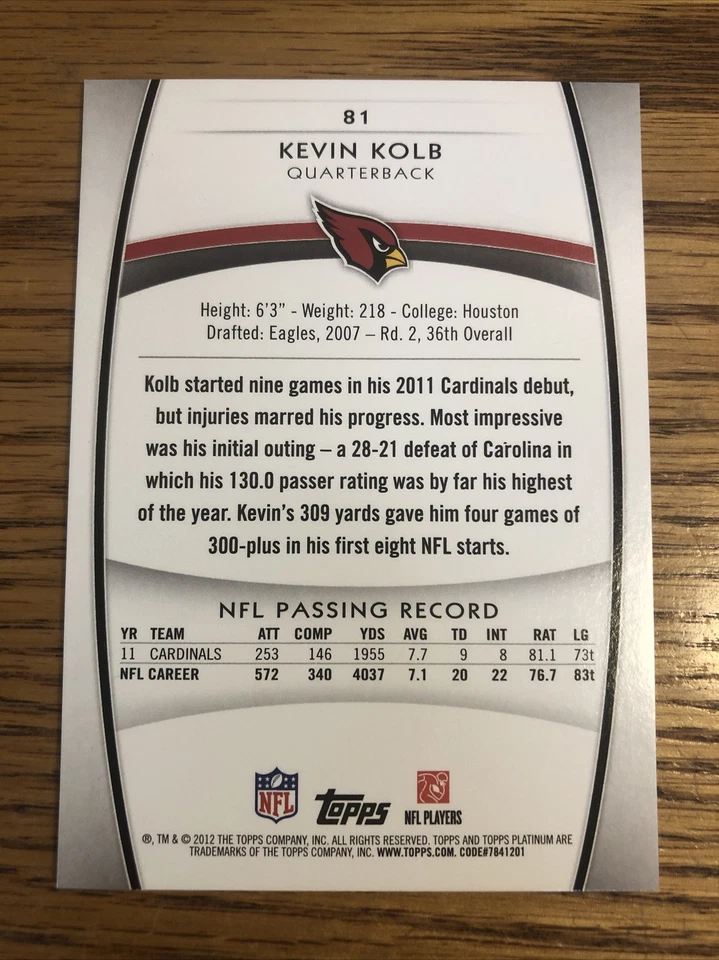 81
KEVIN KOLB
QUARTERBACK
Height: 6'3" - Weight: 218 - College: Houston
Drafted: Eagles, 2007 – Rd. 2, 36th Overall
Kolb started nine games in his 2011 Cardinals debut,
but injuries marred his progress. Most impressive
was his initial outing – a 28-21 defeat of Carolina in
which his 130.0 passer rating was by far his highest
of the year. Kevin's 309 yards gave him four games of
300-plus in his first eight NFL starts.
NFL PASSING RECORD
YR TEAM ATT COMP YDS AVG TD INT RAT LG
11 CARDINALS 253 146 1955 7.7 9 8 81.1 73t
NFL CAREER 572 340 4037 7.1 20 22 76.7 83t
NFL Topps NFL PLAYERS
®, TM & © 2012 THE TOPPS COMPANY, INC. ALL RIGHTS RESERVED. TOPPS AND TOPPS PLATINUM ARE
TRADEMARKS OF THE TOPPS COMPANY, INC. WWW.TOPPS.COM. CODE#7841201